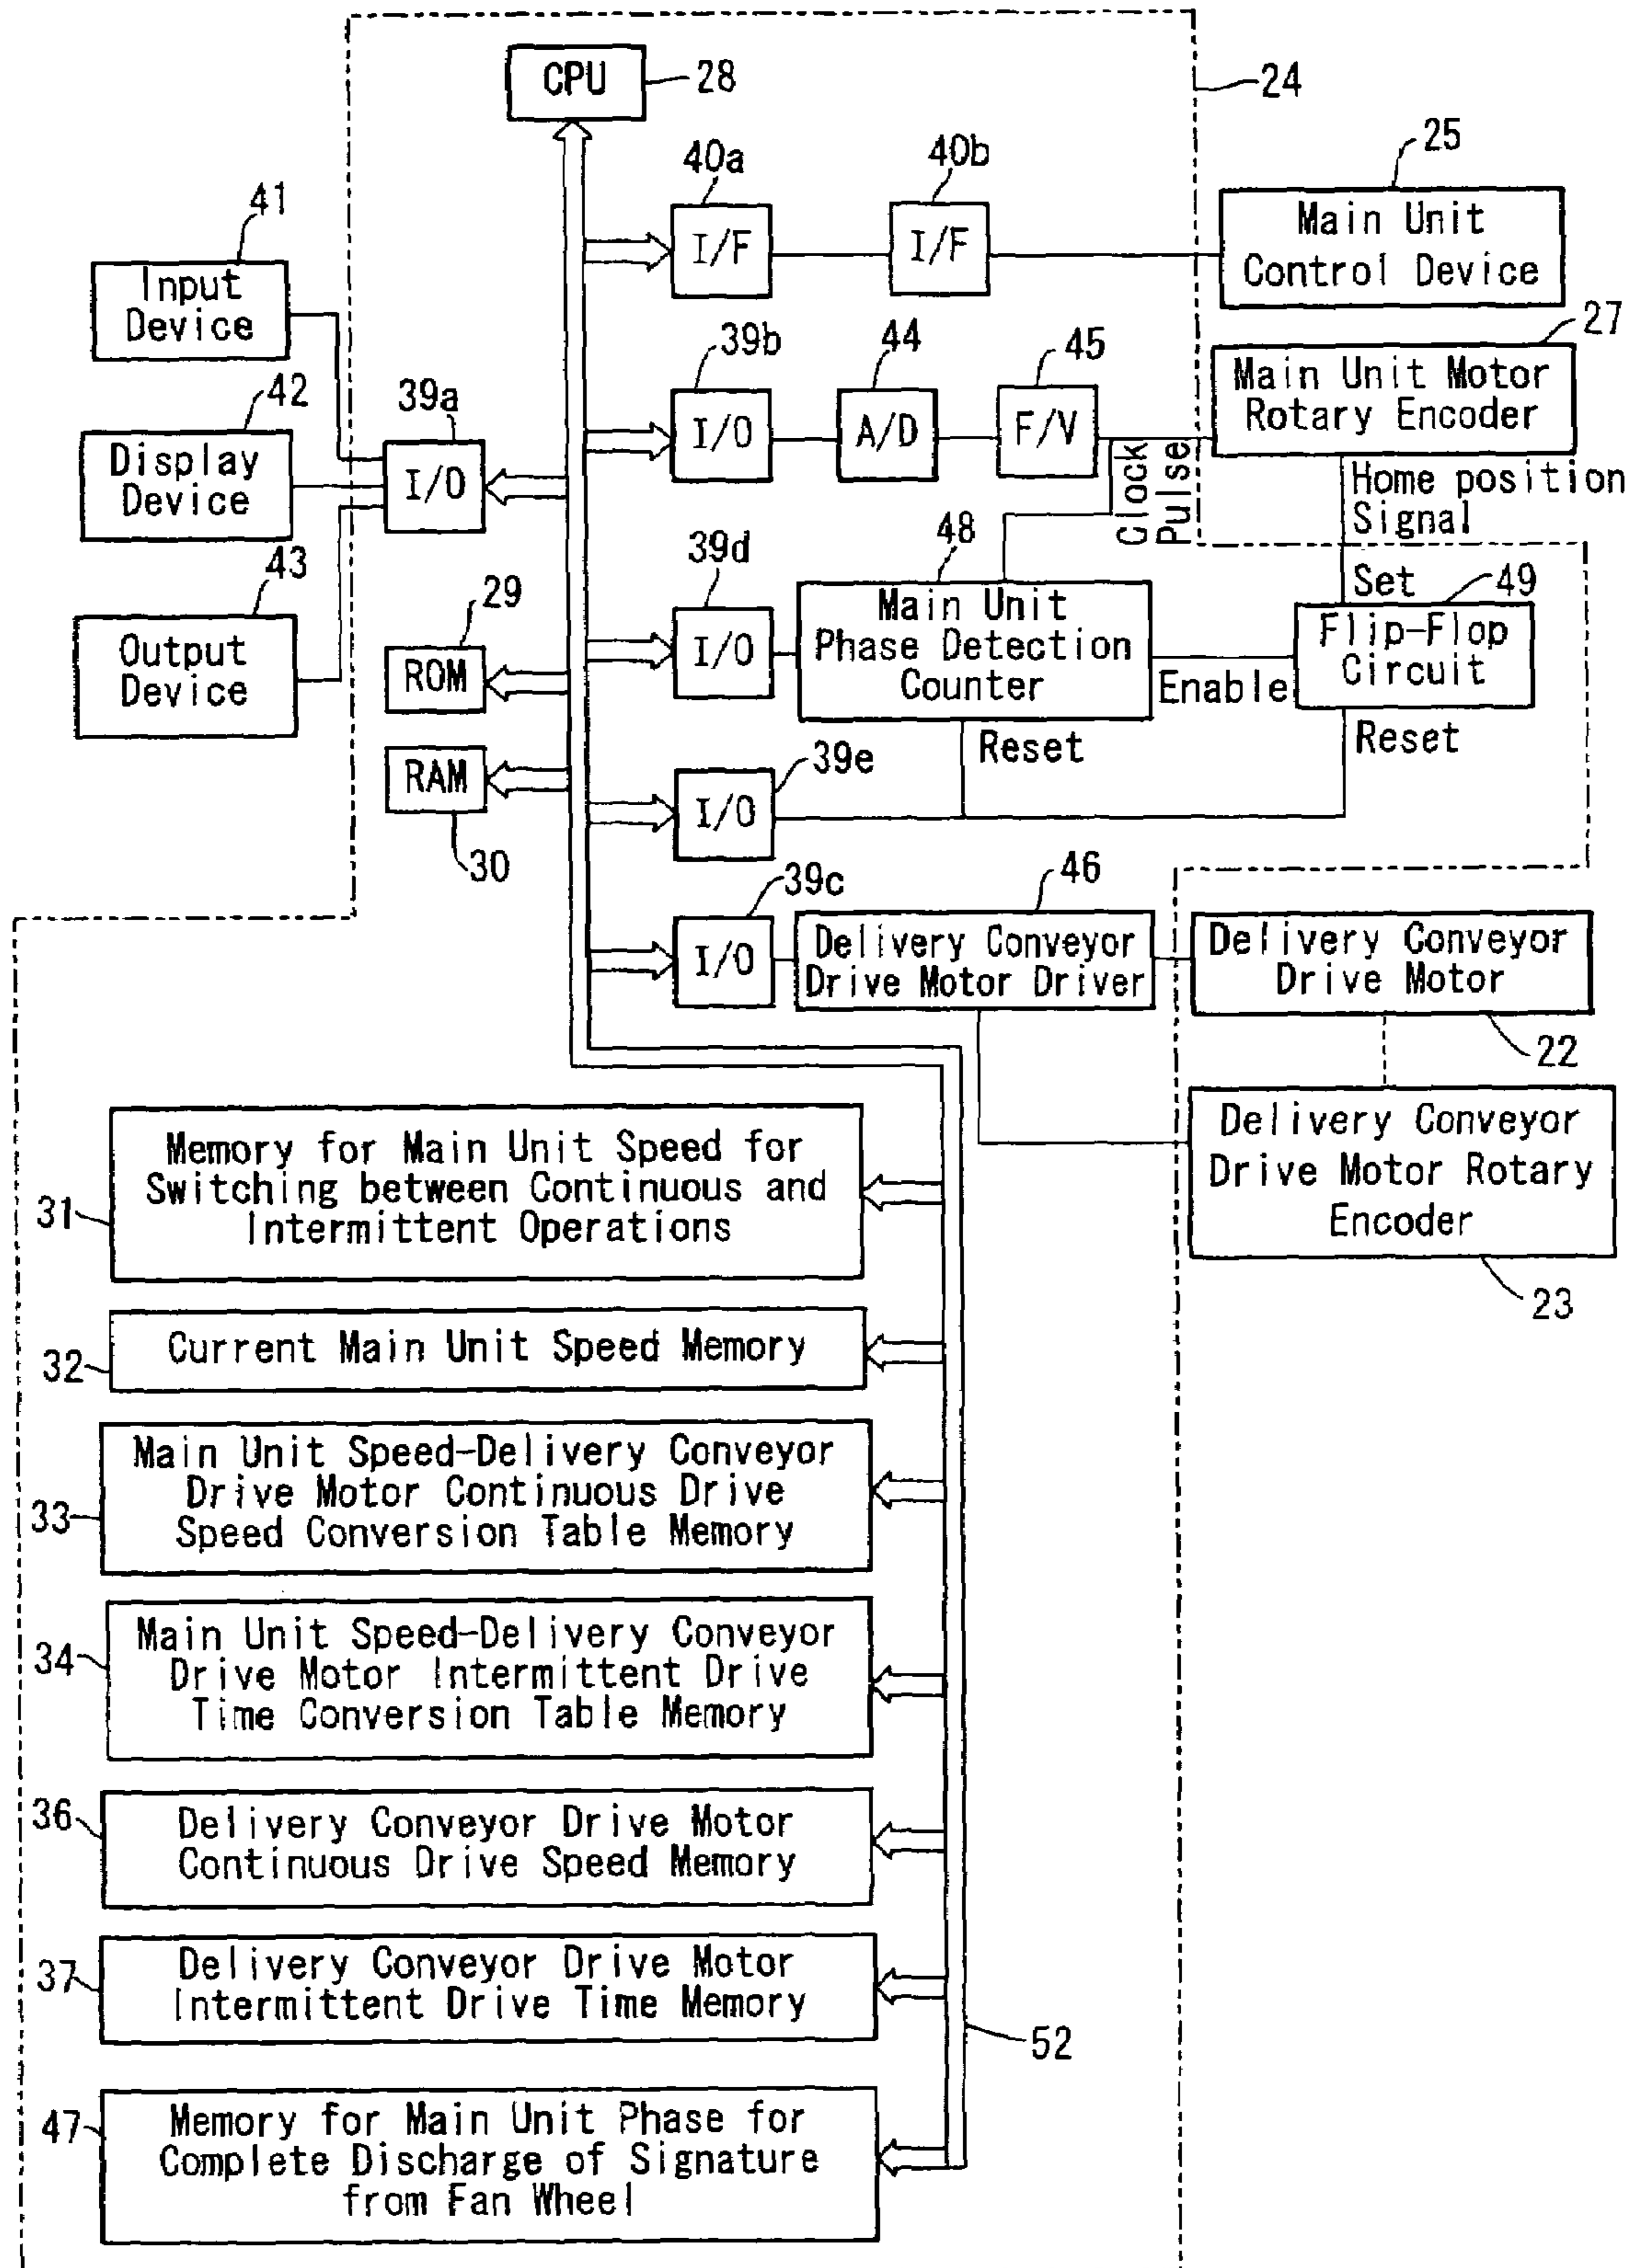 CPU
28
24
40a
40b
25
I/F
I/F
Main Unit
Control Device
41
Input
Device
27
39b
44
45
Main Unit Motor
Rotary Encoder
I/O
A/D
F/V
42
Display
Device
39a
I/O
Clock
Pulse
Home position
Signal
43
Output
Device
29
ROM
39d
48
I/O
Main Unit
Phase Detection
Counter
Set
49
Flip-Flop
Circuit
Enable
Reset
Reset
RAM
30
39e
I/O
39c
46
I/O
Delivery Conveyor
Drive Motor Driver
Delivery Conveyor
Drive Motor
22
Delivery Conveyor
Drive Motor Rotary
Encoder
23
31
Memory for Main Unit Speed for
Switching between Continuous and
Intermittent Operations
32
Current Main Unit Speed Memory
33
Main Unit Speed-Delivery Conveyor
Drive Motor Continuous Drive
Speed Conversion Table Memory
34
Main Unit Speed-Delivery Conveyor
Drive Motor Intermittent Drive
Time Conversion Table Memory
36
Delivery Conveyor Drive Motor
Continuous Drive Speed Memory
37
Delivery Conveyor Drive Motor
Intermittent Drive Time Memory
52
47
Memory for Main Unit Phase for
Complete Discharge of Signature
from Fan Wheel